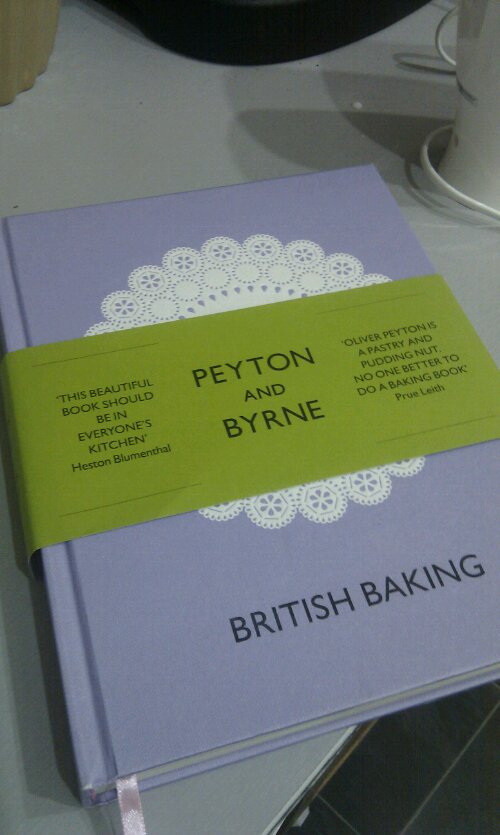 'THIS BEAUTIFUL
BOOK SHOULD
BE IN
EVERYONE'S
KITCHEN'
Heston Blumenthal
PEYTON
AND
BYRNE
'OLIVER PEYTON IS
A PASTRY AND
PUDDING NUT.
NO ONE BETTER TO
DO A BAKING BOOK'
Prue Leith
BRITISH BAKING